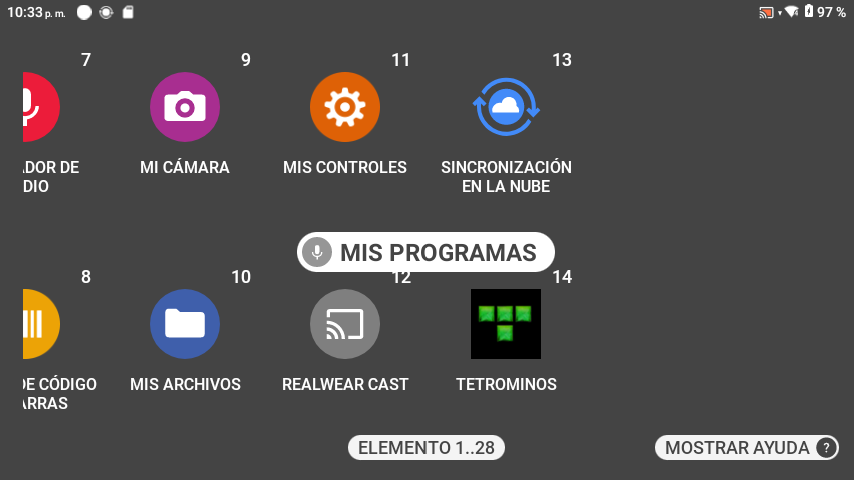 10:33 p. m.
97 %
7
9
11
13
ADOR DE
DIO
MI CÁMARA
MIS CONTROLES
SINCRONIZACIÓN
EN LA NUBE
MIS PROGRAMAS
8
10
12
14
DE CÓDIGO
ARRAS
MIS ARCHIVOS
REALWEAR CAST
TETROMINOS
ELEMENTO 1..28
MOSTRAR AYUDA ?